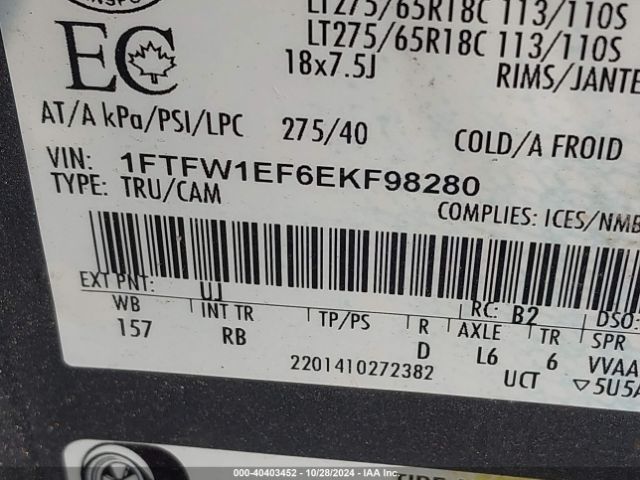 LT275/65R18C 113/110S
LT275/65R18C 113/110S
EC
18x7.5J RIMS/JANTE
AT/A kPa/PSI/LPC 275/40 COLD/A FROID
VIN: 1FTFW1EF6EKF98280
TYPE: TRU/CAM
COMPLIES: ICES/NMB
EXT PNT: UJ RC: B2 DSO:
WB INT TR TP/PS R AXLE TR SPR
157 RB D L6 6 VVAA
2201410272382 UCT 5U5A
000-40403452 • 10/28/2024 • IAA Inc.